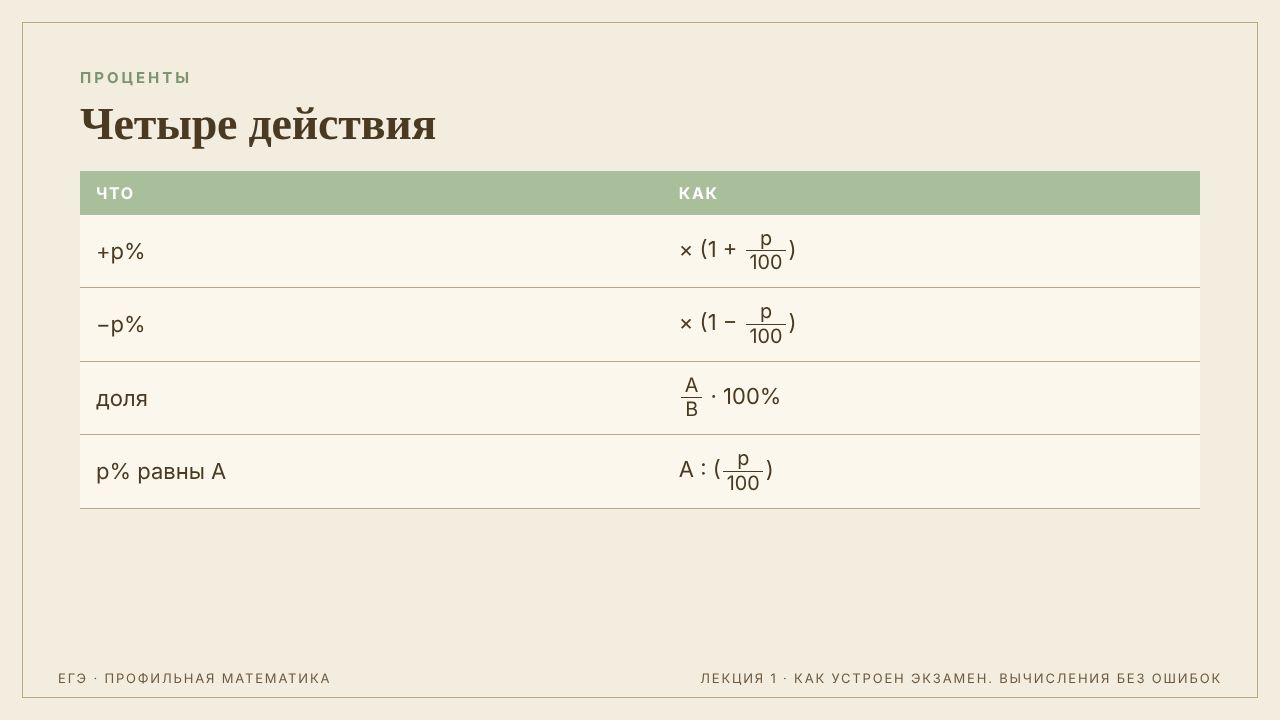 ПРОЦЕНТЫ
Четыре действия
ЧТО КАК
+p% × (1 + p/100)
−p% × (1 − p/100)
доля A/B · 100%
p% равны A A : (p/100)
ЕГЭ · ПРОФИЛЬНАЯ МАТЕМАТИКА ЛЕКЦИЯ 1 · КАК УСТРОЕН ЭКЗАМЕН. ВЫЧИСЛЕНИЯ БЕЗ ОШИБОК